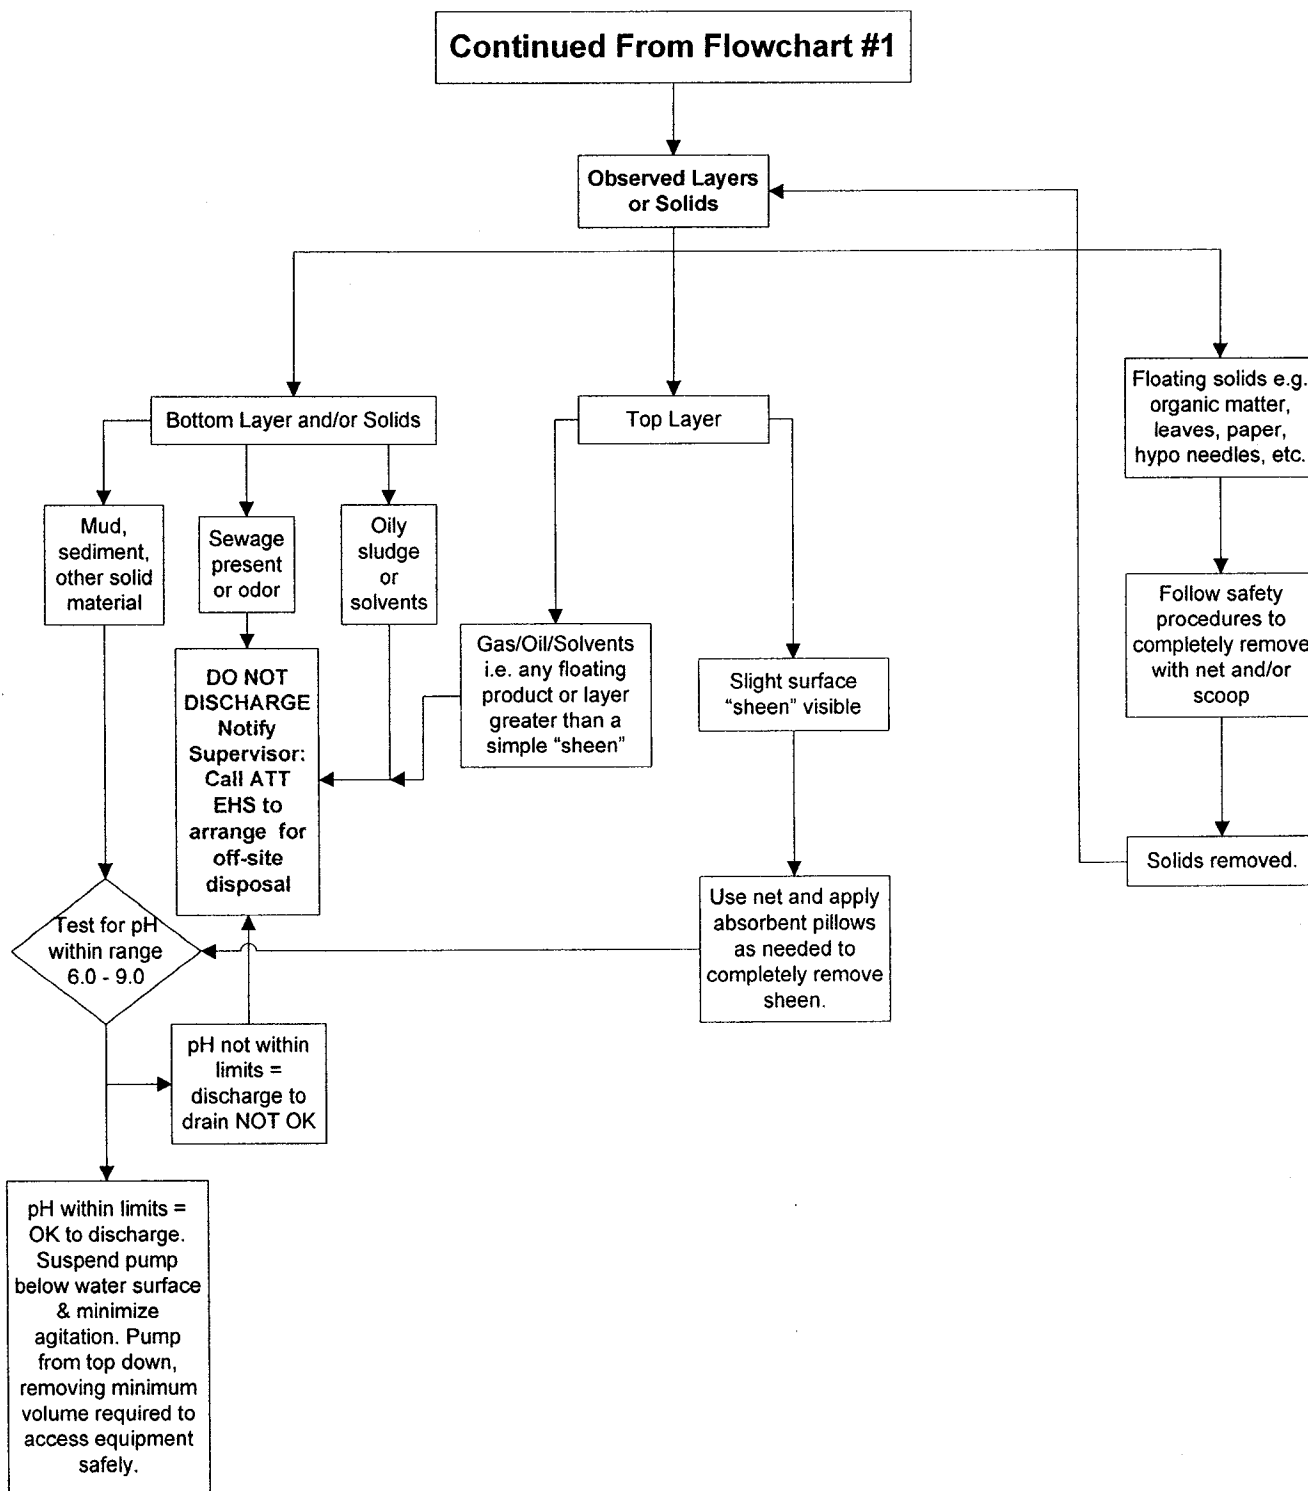 Continued From Flowchart #1
Observed Layers
or Solids
Bottom Layer and/or Solids
Top Layer
Floating solids e.g.
organic matter,
leaves, paper,
hypo needles, etc.
Mud,
sediment,
other solid
material
Sewage
present
or odor
Oily
sludge
or
solvents
Gas/Oil/Solvents
i.e. any floating
product or layer
greater than a
simple “sheen”
Slight surface
“sheen” visible
Follow safety
procedures to
completely remove
with net and/or
scoop
DO NOT
DISCHARGE
Notify
Supervisor:
Call ATT
EHS to
arrange for
off-site
disposal
Solids removed.
Test for pH
within range
6.0 - 9.0
Use net and apply
absorbent pillows
as needed to
completely remove
sheen.
pH not within
limits =
discharge to
drain NOT OK
pH within limits =
OK to discharge.
Suspend pump
below water surface
& minimize
agitation. Pump
from top down,
removing minimum
volume required to
access equipment
safely.